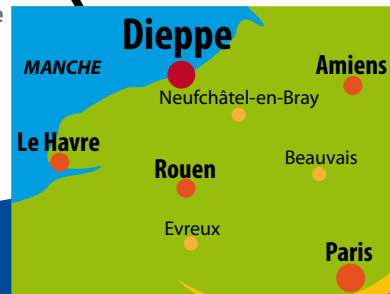 e
Dieppe
MANCHE
Amiens
Neufchâtel-en-Bray
Le Havre
Beauvais
Rouen
Evreux
Paris